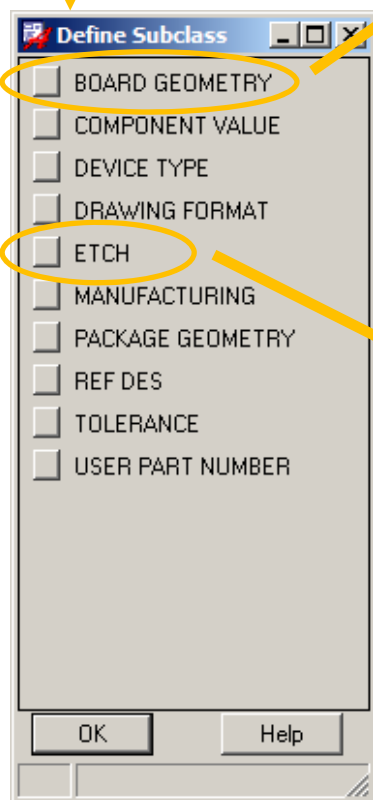 Define Subclass
BOARD GEOMETRY
COMPONENT VALUE
DEVICE TYPE
DRAWING FORMAT
ETCH
MANUFACTURING
PACKAGE GEOMETRY
REF DES
TOLERANCE
USER PART NUMBER
OK Help